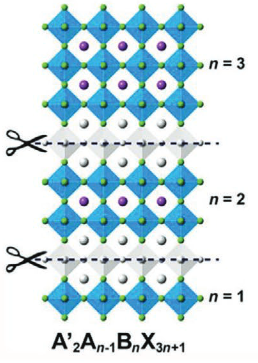 n = 3
n = 2
n = 1
A'₂Aₙ₋₁BₙX₃ₙ₊₁